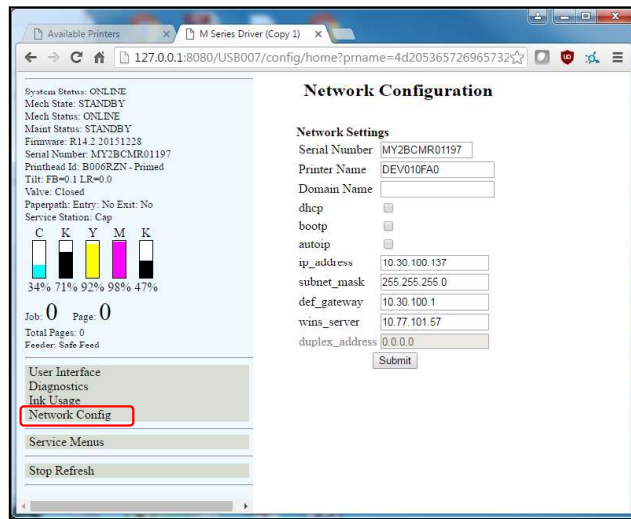 Available Printers
M Series Driver (Copy 1)
127.0.0.1:8080/USB007/config/home?prname=4d205365726965732
System Status: ONLINE
Mech State: STANDBY
Mech Status: ONLINE
Maint Status: STANDBY
Firmware: R14.2 20151228
Serial Number: MY2BCMR01197
Printhead Id: B006RZN - Primed
Tilt: FB=0.1 LR=0.0
Valve: Closed
Paperpath: Entry: No Exit: No
Service Station: Cap
C K Y M K
34% 71% 92% 98% 47%
Job: 0 Page: 0
Total Pages: 0
Feeder: Safe Feed
User Interface
Diagnostics
Ink Usage
Network Config
Service Menus
Stop Refresh
Network Configuration
Network Settings
Serial Number MY2BCMR01197
Printer Name DEV010FA0
Domain Name
dhcp
bootp
autoip
ip_address 10.30.100.137
subnet_mask 255.255.255.0
def_gateway 10.30.100.1
wins_server 10.77.101.57
duplex_address 0.0.0.0
Submit